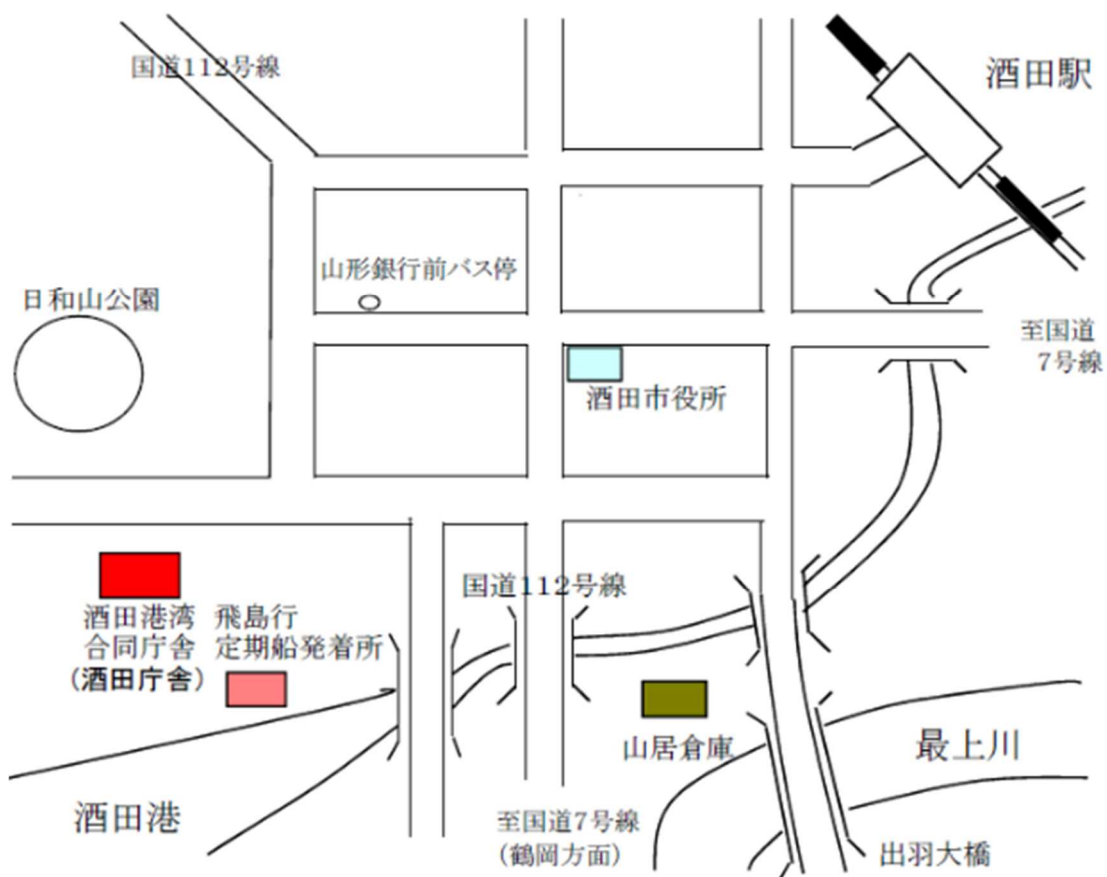 国道112号線
酒田駅
山形銀行前バス停
日和山公園
至国道
7号線
酒田市役所
国道112号線
酒田港湾
合同庁舎
(酒田庁舎)
飛島行
定期船発着所
山居倉庫
最上川
酒田港
至国道7号線
(鶴岡方面)
出羽大橋